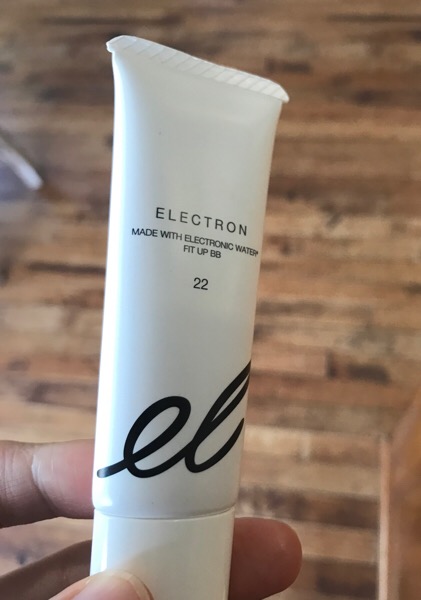 ELECTRON
MADE WITH ELECTRONIC WATER*
FIT UP BB
22
el